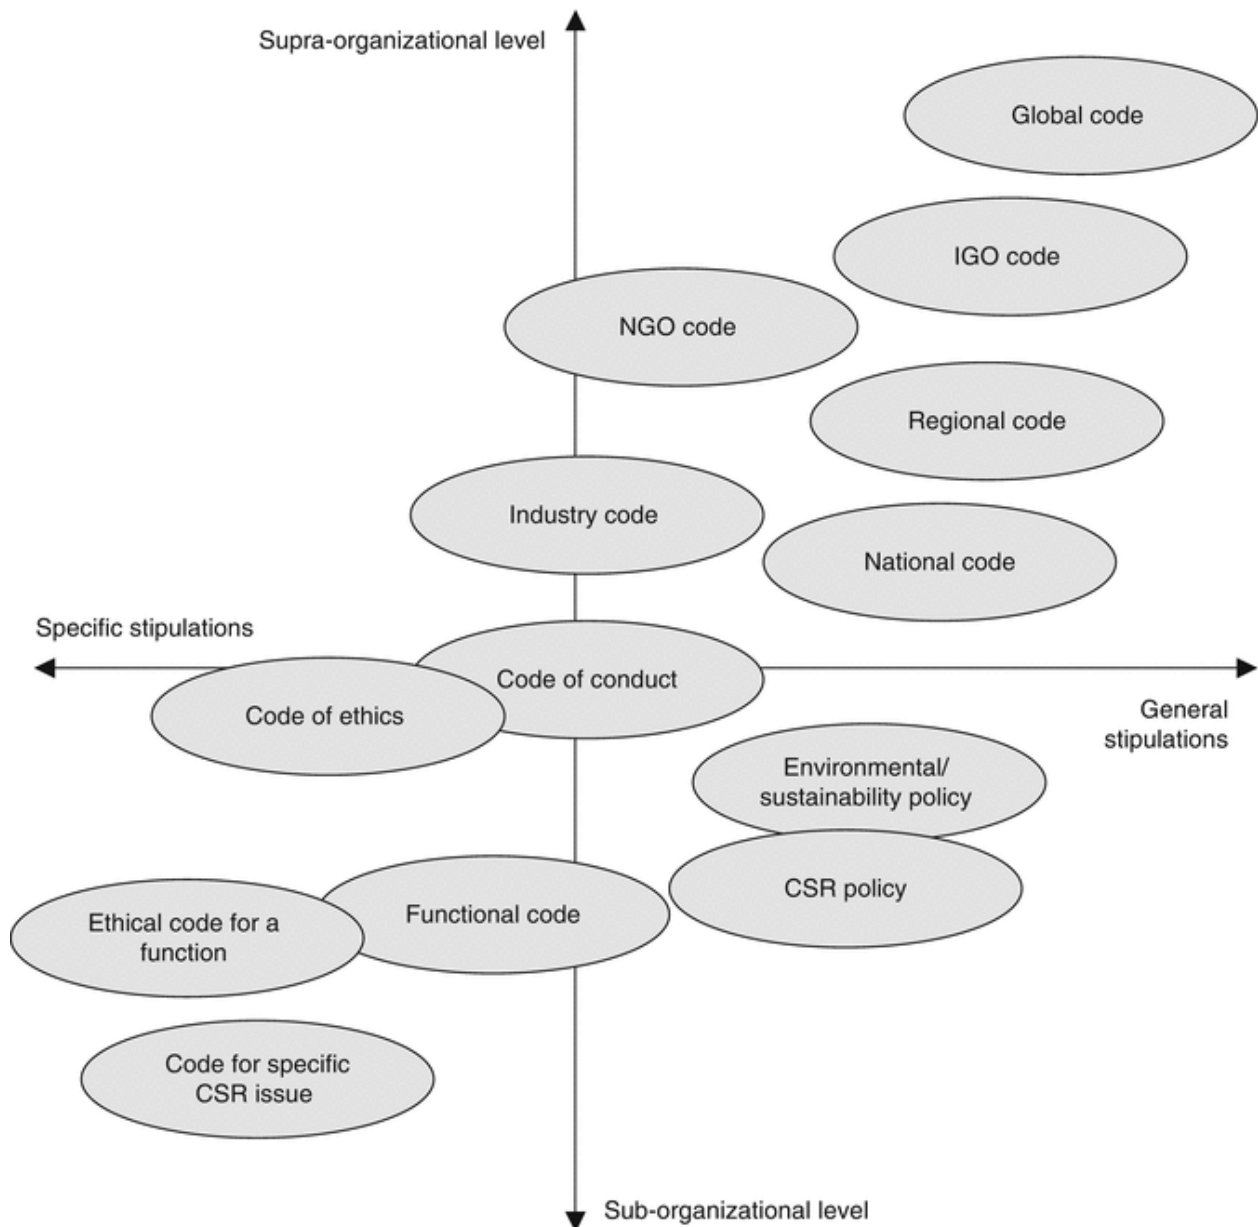 Supra-organizational level
Global code
IGO code
NGO code
Regional code
Industry code
National code
Specific stipulations
Code of conduct
Code of ethics
General
stipulations
Environmental/
sustainability policy
CSR policy
Functional code
Ethical code for a
function
Code for specific
CSR issue
Sub-organizational level